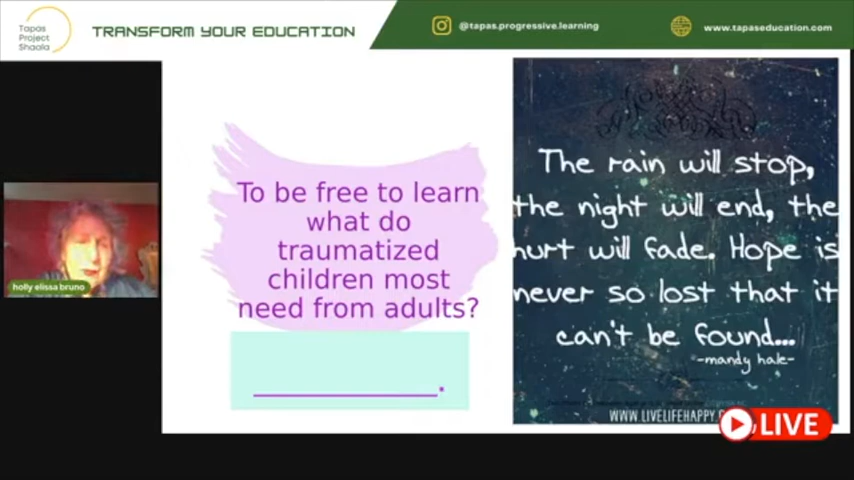 Tapas
Project
Shaala
TRANSFORM YOUR EDUCATION
@tapas.progressive.learning
www.tapaseducation.com
holly elissa bruno
To be free to learn
what do
traumatized
children most
need from adults?
____________.
The rain will stop,
the night will end, the
hurt will fade. Hope is
never so lost that it
can't be found...
-mandy hale-
WWW.LIVELIFEHAPPY.
LIVE